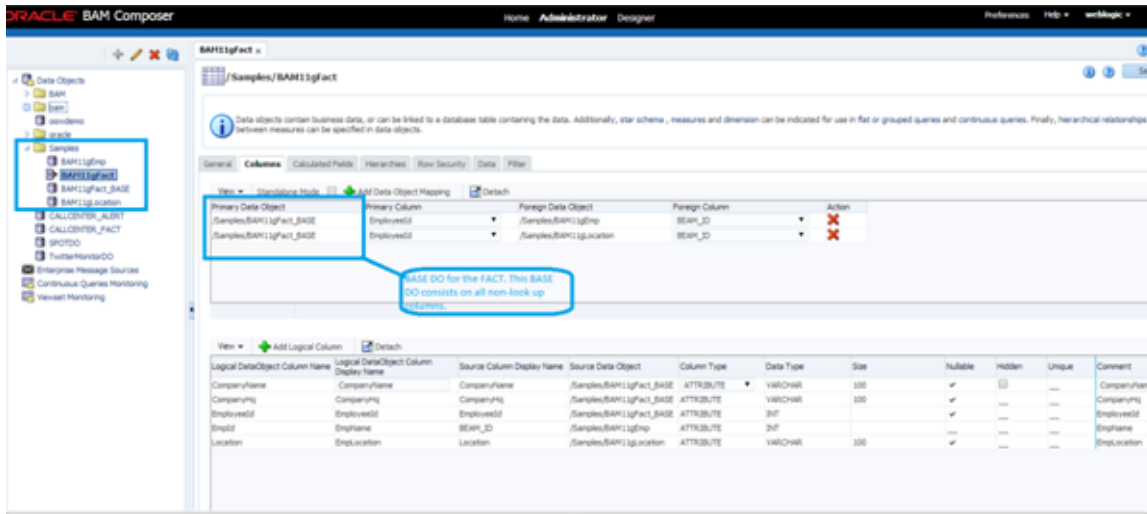 ORACLE BAM Composer
Home Administrator Designer
Preferences Help weblogic
BAM11gFact
Data Objects
BAM
bam
oowdemo
oracle
Samples
BAM11gEmp
BAM11gFact
BAM11gFact_BASE
BAM11gLocation
CALLCENTER_ALERT
CALLCENTER_FACT
SPOTDO
TwitterMonitorDO
Enterprise Message Sources
Continuous Queries Monitoring
Viewset Monitoring
/Samples/BAM11gFact
Data objects contain business data, or can be linked to a database table containing the data. Additionally, star schema , measures and dimension can be indicated for use in flat or grouped queries and continuous queries. Finally, hierarchical relationships
between measures can be specified in data objects.
General Columns Calculated Fields Hierarchies Row Security Data Filter
View Standalone Mode Add Data Object Mapping Detach
Primary Data Object Primary Column Foreign Data Object Foreign Column Action
/Samples/BAM11gFact_BASE EmployeeId /Samples/BAM11gEmp BEAM_ID
/Samples/BAM11gFact_BASE EmployeeId /Samples/BAM11gLocation BEAM_ID
BASE DO for the FACT. This BASE
DO consists on all non-look up
columns.
View Add Logical Column Detach
Logical DataObject Column Name Logical DataObject Column Display Name Source Column Display Name Source Data Object Column Type Data Type Size Nullable Hidden Unique Comment
CompanyName CompanyName CompanyName /Samples/BAM11gFact_BASE ATTRIBUTE VARCHAR 100
CompanyHq CompanyHq CompanyHq /Samples/BAM11gFact_BASE ATTRIBUTE VARCHAR 100 CompanyHq
EmployeeId EmployeeId EmployeeId /Samples/BAM11gFact_BASE ATTRIBUTE INT EmployeeId
EmpId EmpName BEAM_ID /Samples/BAM11gEmp ATTRIBUTE INT EmpName
Location EmpLocation Location /Samples/BAM11gLocation ATTRIBUTE VARCHAR 100 EmpLocation